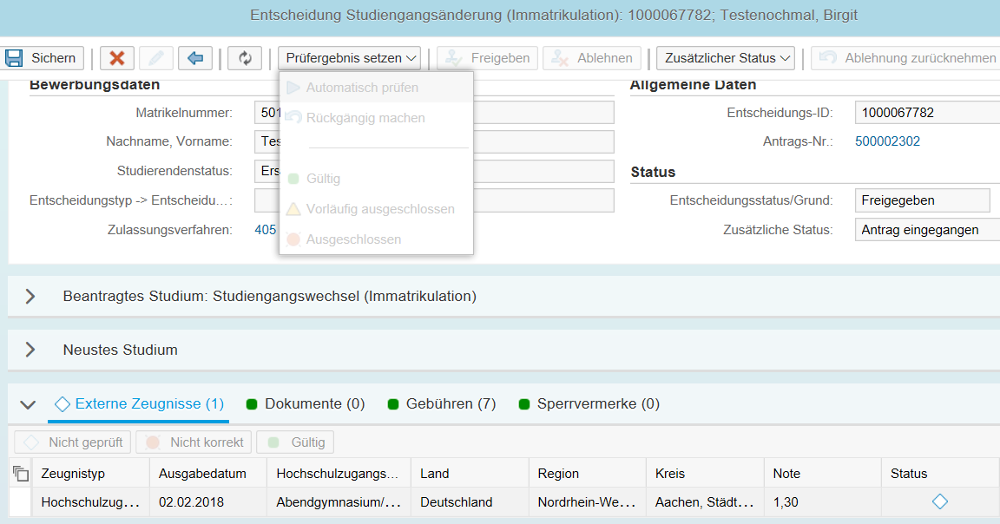 Entscheidung Studiengangsänderung (Immatrikulation): 1000067782; Testenochmal, Birgit
Sichern Prüfergebnis setzen Freigeben Ablehnen Zusätzlicher Status Ablehnung zurücknehmen
Automatisch prüfen
Rückgängig machen
Gültig
Vorläufig ausgeschlossen
Ausgeschlossen
Bewerbungsdaten
Matrikelnummer: 501
Nachname, Vorname: Tes
Studierendenstatus: Ers
Entscheidungstyp -> Entscheidu...:
Zulassungsverfahren: 405
Allgemeine Daten
Entscheidungs-ID: 1000067782
Antrags-Nr.: 500002302
Status
Entscheidungsstatus/Grund: Freigegeben
Zusätzliche Status: Antrag eingegangen
Beantragtes Studium: Studiengangswechsel (Immatrikulation)
Neustes Studium
Externe Zeugnisse (1) Dokumente (0) Gebühren (7) Sperrvermerke (0)
Nicht geprüft Nicht korrekt Gültig
Zeugnistyp Ausgabedatum Hochschulzugangs... Land Region Kreis Note Status
Hochschulzug... 02.02.2018 Abendgymnasium/... Deutschland Nordrhein-We... Aachen, Städt... 1,30